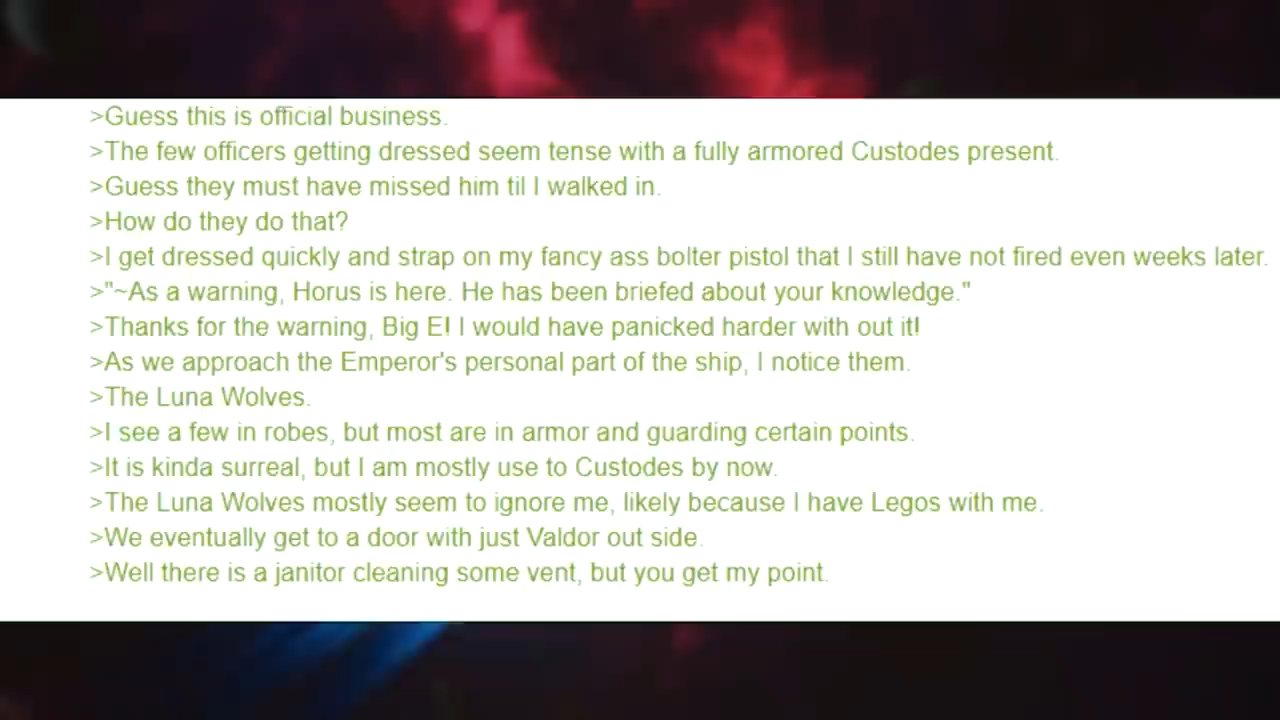 >Guess this is official business.
>The few officers getting dressed seem tense with a fully armored Custodes present.
>Guess they must have missed him til I walked in.
>How do they do that?
>I get dressed quickly and strap on my fancy ass bolter pistol that I still have not fired even weeks later.
>"~As a warning, Horus is here. He has been briefed about your knowledge."
>Thanks for the warning, Big E! I would have panicked harder with out it!
>As we approach the Emperor's personal part of the ship, I notice them.
>The Luna Wolves.
>I see a few in robes, but most are in armor and guarding certain points.
>It is kinda surreal, but I am mostly use to Custodes by now.
>The Luna Wolves mostly seem to ignore me, likely because I have Legos with me.
>We eventually get to a door with just Valdor out side.
>Well there is a janitor cleaning some vent, but you get my point.